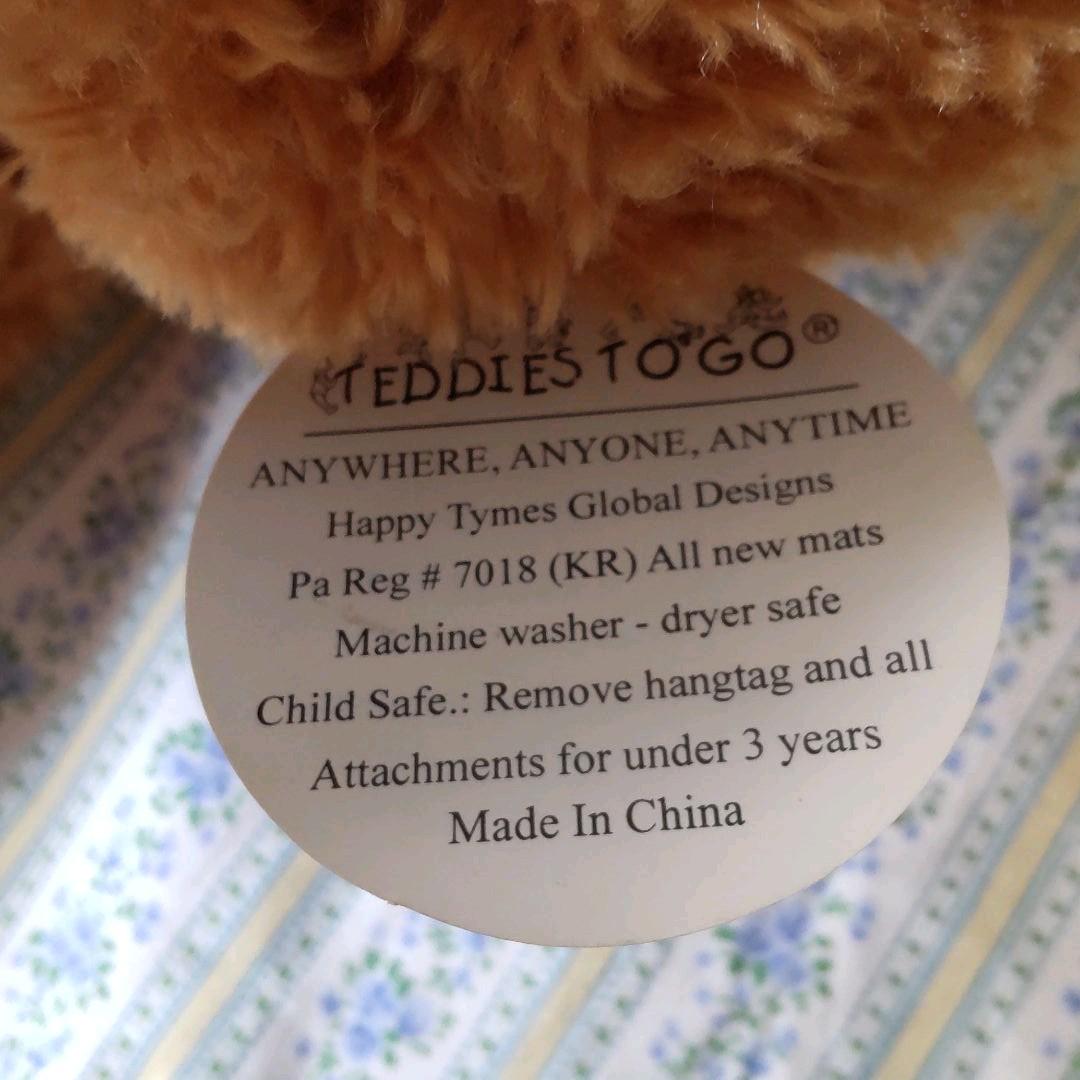 TEDDIES TO GO®
ANYWHERE, ANYONE, ANYTIME
Happy Tymes Global Designs
Pa Reg # 7018 (KR) All new mats
Machine washer - dryer safe
Child Safe.: Remove hangtag and all
Attachments for under 3 years
Made In China